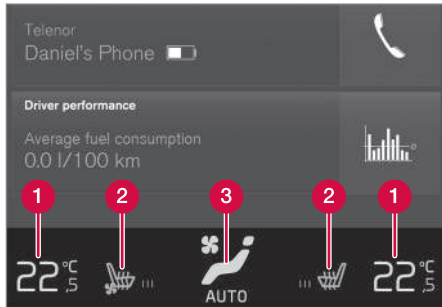 Telenor
Daniel's Phone
Driver performance
Average fuel consumption
0.0 l/100 km
1 2 3 2 1
22 °C ,5 22 °C ,5
AUTO